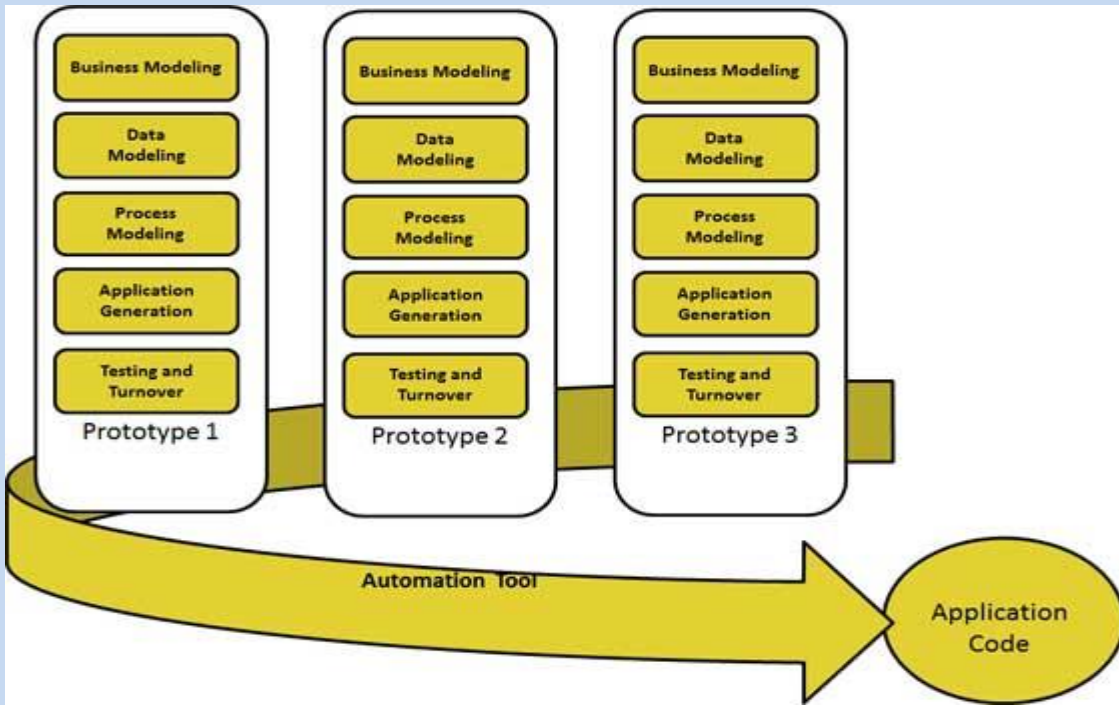 Business Modeling
Data
Modeling
Process
Modeling
Application
Generation
Testing and
Turnover
Prototype 1
Business Modeling
Data
Modeling
Process
Modeling
Application
Generation
Testing and
Turnover
Prototype 2
Business Modeling
Data
Modeling
Process
Modeling
Application
Generation
Testing and
Turnover
Prototype 3
Automation Tool
Application
Code